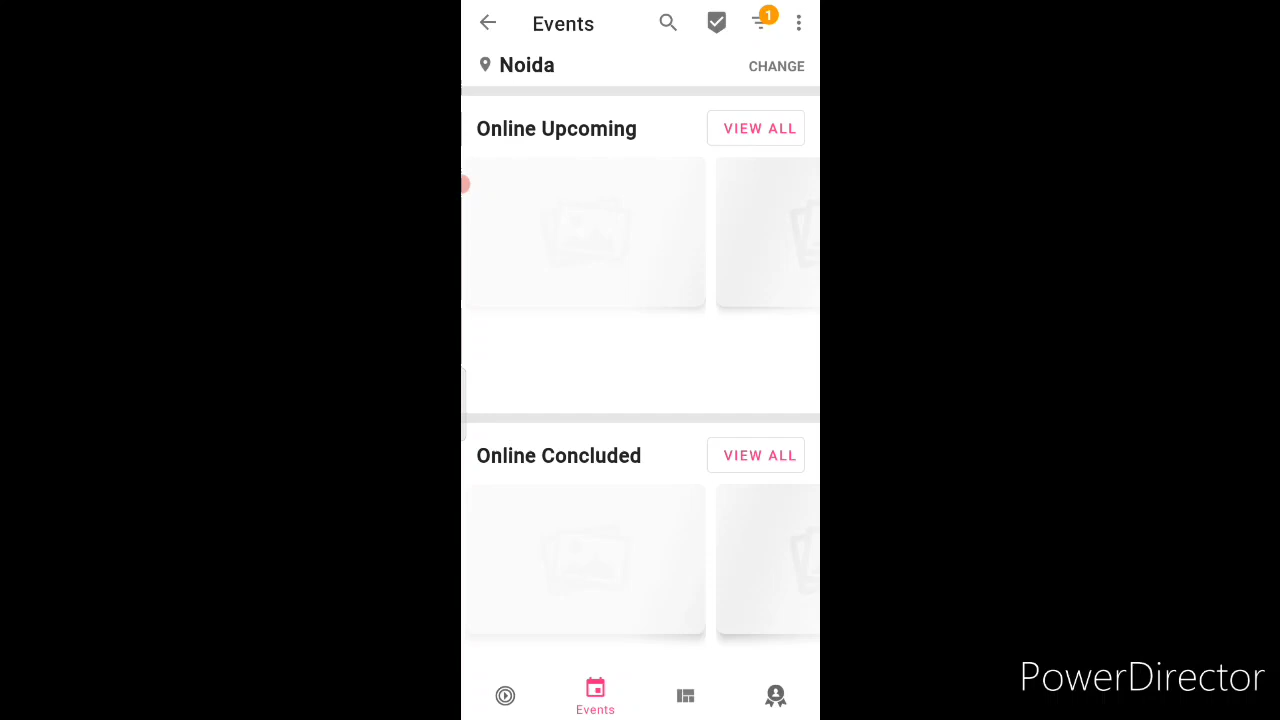 Events
1
Noida
CHANGE
Online Upcoming
VIEW ALL
Online Concluded
VIEW ALL
Events
PowerDirector